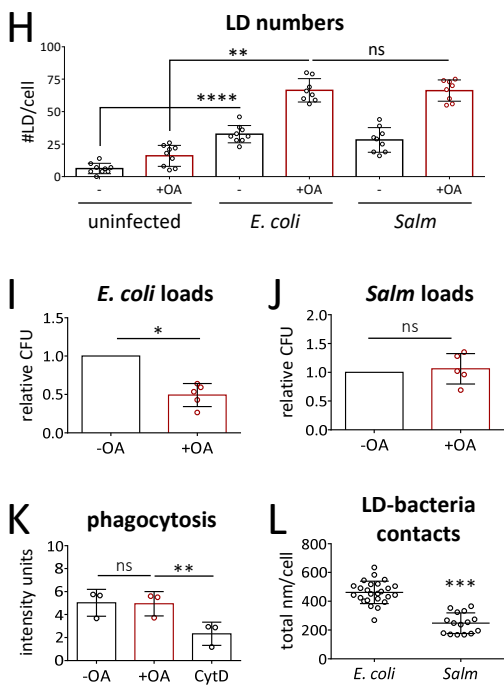 H LD numbers
#LD/cell
100
75
50
25
0
** ns
****
- +OA - +OA - +OA
uninfected E. coli Salm
I E. coli loads
relative CFU
1.5
1.0
0.5
0.0
*
-OA +OA
J Salm loads
relative CFU
1.5
1.0
0.5
0.0
ns
-OA +OA
K phagocytosis
intensity units
8
6
4
2
0
ns **
-OA +OA CytD
L LD-bacteria
contacts
total nm/cell
800
600
400
200
0
***
E. coli Salm